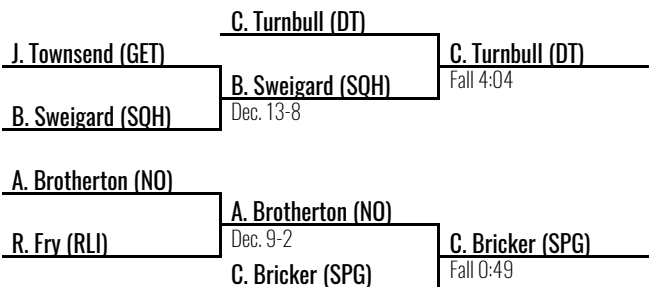 C. Turnbull (DT)
J. Townsend (GET)
C. Turnbull (DT)
Fall 4:04
B. Sweigard (SQH)
Dec. 13-8
B. Sweigard (SQH)
A. Brotherton (NO)
A. Brotherton (NO)
Dec. 9-2
R. Fry (RLI)
C. Bricker (SPG)
Fall 0:49
C. Bricker (SPG)